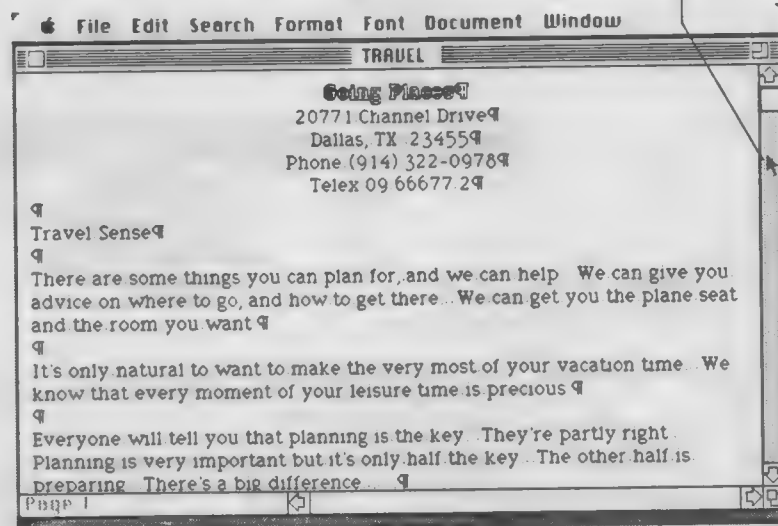 File Edit Search Format Font Document Window
TRAVEL
Going Places¶
20771 Channel Drive¶
Dallas, TX 23455¶
Phone (914) 322-0978¶
Telex 09 66677 2¶
¶
Travel Sense¶
¶
There are some things you can plan for, and we can help We can give you
advice on where to go, and how to get there. We can get you the plane seat
and the room you want ¶
¶
It's only natural to want to make the very most of your vacation time. We
know that every moment of your leisure time is precious ¶
¶
Everyone will tell you that planning is the key. They're partly right.
Planning is very important but it's only half the key. The other half is
preparing There's a big difference. ¶
Page 1